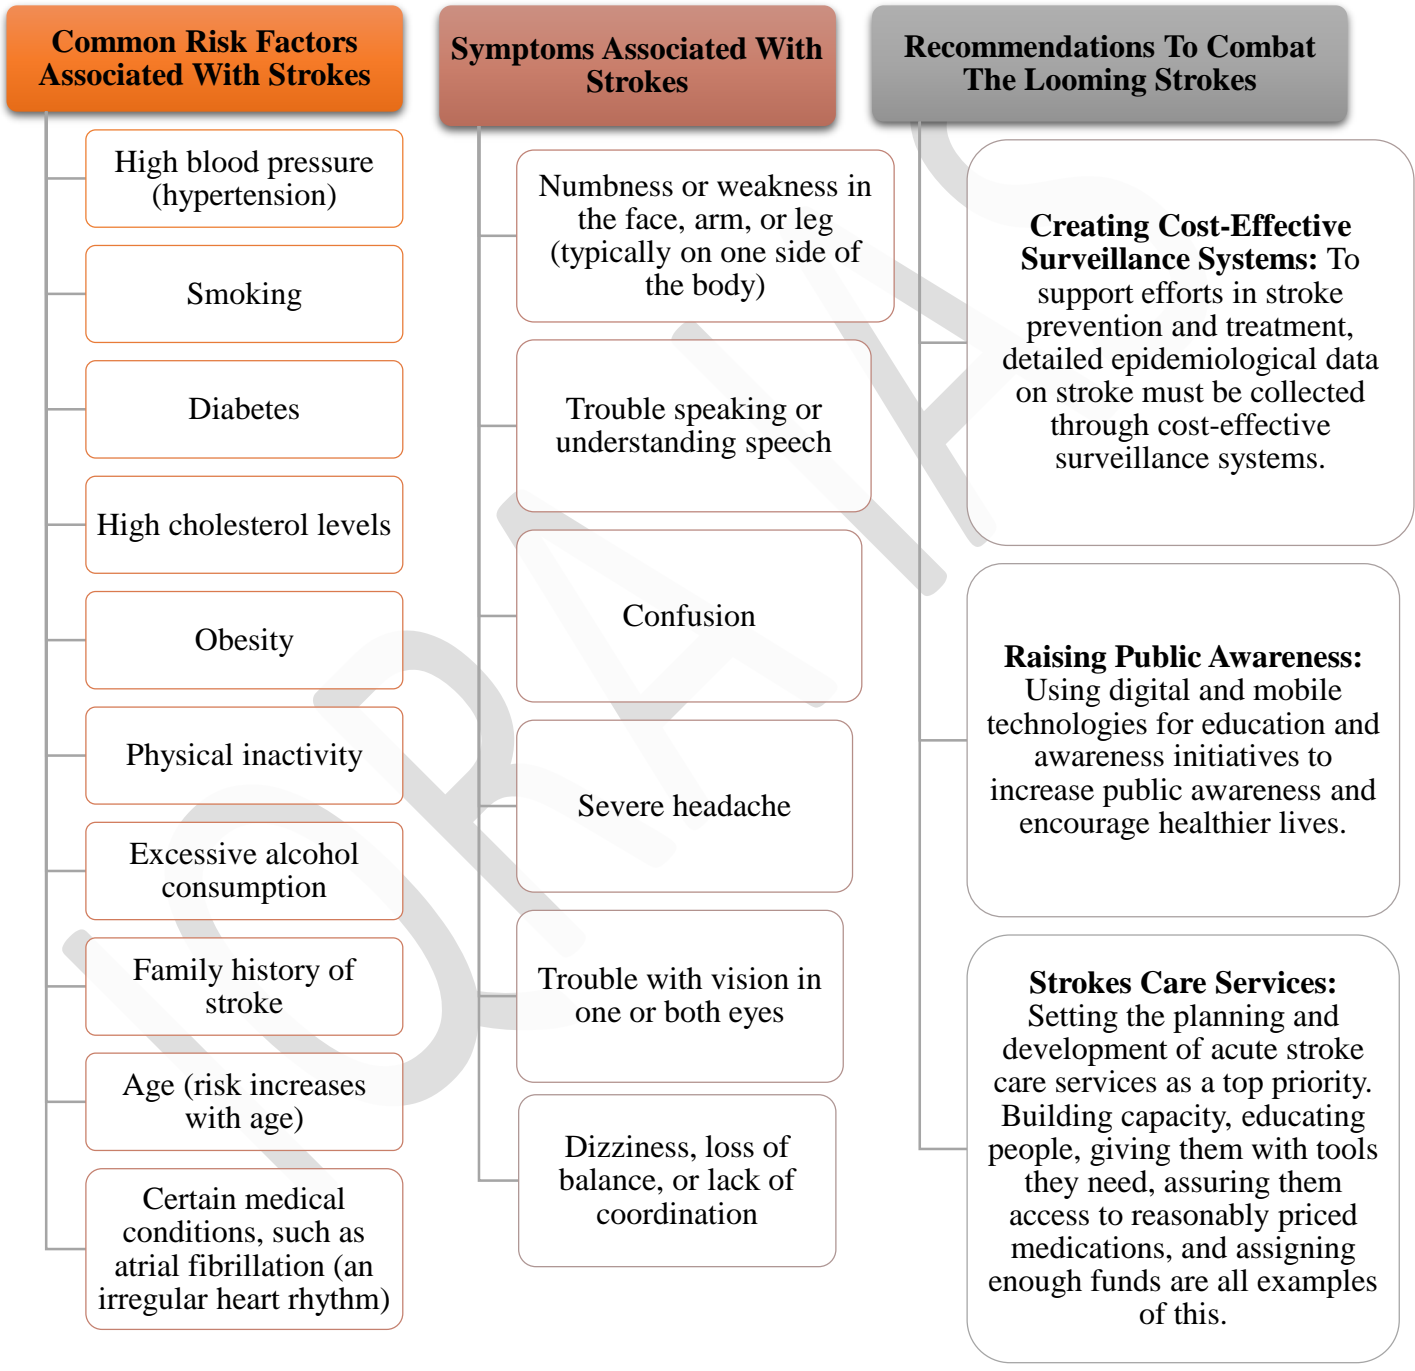 Common Risk Factors
Associated With Strokes
High blood pressure
(hypertension)
Smoking
Diabetes
High cholesterol levels
Obesity
Physical inactivity
Excessive alcohol
consumption
Family history of
stroke
Age (risk increases
with age)
Certain medical
conditions, such as
atrial fibrillation (an
irregular heart rhythm)
Symptoms Associated With
Strokes
Numbness or weakness in
the face, arm, or leg
(typically on one side of
the body)
Trouble speaking or
understanding speech
Confusion
Severe headache
Trouble with vision in
one or both eyes
Dizziness, loss of
balance, or lack of
coordination
Recommendations To Combat
The Looming Strokes
Creating Cost-Effective
Surveillance Systems: To
support efforts in stroke
prevention and treatment,
detailed epidemiological data
on stroke must be collected
through cost-effective
surveillance systems.
Raising Public Awareness:
Using digital and mobile
technologies for education and
awareness initiatives to
increase public awareness and
encourage healthier lives.
Strokes Care Services:
Setting the planning and
development of acute stroke
care services as a top priority.
Building capacity, educating
people, giving them with tools
they need, assuring them
access to reasonably priced
medications, and assigning
enough funds are all examples
of this.
IORA IAS